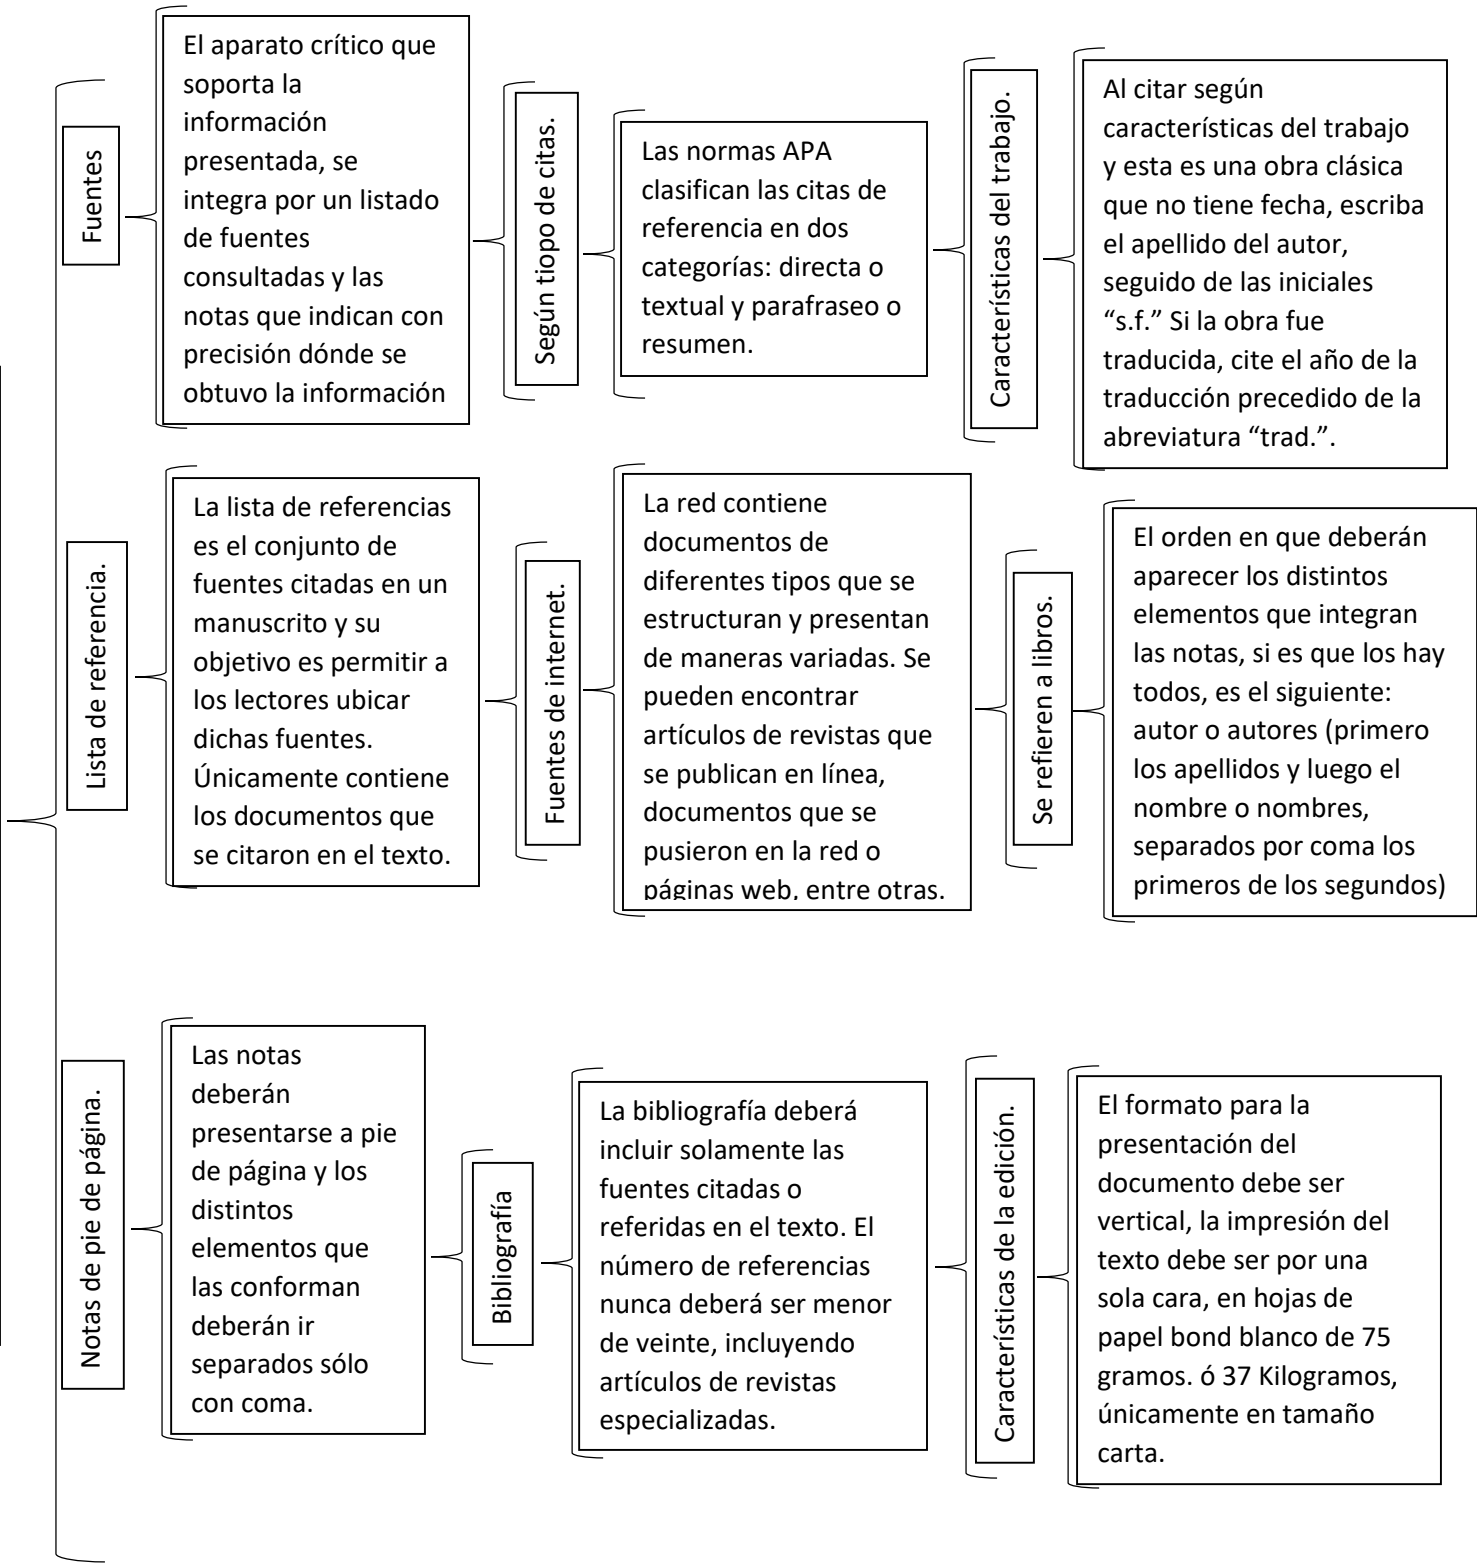 Fuentes
El aparato crítico que
soporta la
información
presentada, se
integra por un listado
de fuentes
consultadas y las
notas que indican con
precisión dónde se
obtuvo la información
Según tiopo de citas.
Las normas APA
clasifican las citas de
referencia en dos
categorías: directa o
textual y parafraseo o
resumen.
Características del trabajo.
Al citar según
características del trabajo
y esta es una obra clásica
que no tiene fecha, escriba
el apellido del autor,
seguido de las iniciales
“s.f.” Si la obra fue
traducida, cite el año de la
traducción precedido de la
abreviatura “trad.”.
Lista de referencia.
La lista de referencias
es el conjunto de
fuentes citadas en un
manuscrito y su
objetivo es permitir a
los lectores ubicar
dichas fuentes.
Únicamente contiene
los documentos que
se citaron en el texto.
Fuentes de internet.
La red contiene
documentos de
diferentes tipos que se
estructuran y presentan
de maneras variadas. Se
pueden encontrar
artículos de revistas que
se publican en línea,
documentos que se
pusieron en la red o
páginas web, entre otras.
Se refieren a libros.
El orden en que deberán
aparecer los distintos
elementos que integran
las notas, si es que los hay
todos, es el siguiente:
autor o autores (primero
los apellidos y luego el
nombre o nombres,
separados por coma los
primeros de los segundos)
Notas de pie de página.
Las notas
deberán
presentarse a pie
de página y los
distintos
elementos que
las conforman
deberán ir
separados sólo
con coma.
Bibliografía
La bibliografía deberá
incluir solamente las
fuentes citadas o
referidas en el texto. El
número de referencias
nunca deberá ser menor
de veinte, incluyendo
artículos de revistas
especializadas.
Características de la edición.
El formato para la
presentación del
documento debe ser
vertical, la impresión del
texto debe ser por una
sola cara, en hojas de
papel bond blanco de 75
gramos. ó 37 Kilogramos,
únicamente en tamaño
carta.